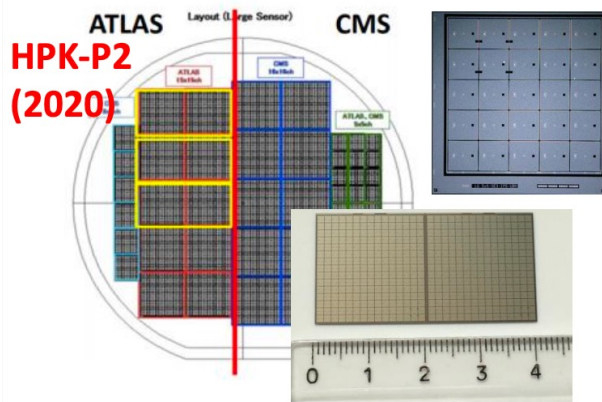 ATLAS
Layout (Large Sensor)
CMS
HPK-P2
(2020)
ATLAS
15x15ch
CMS
16x16ch
ATLAS, CMS
5x5ch
0 1 2 3 4